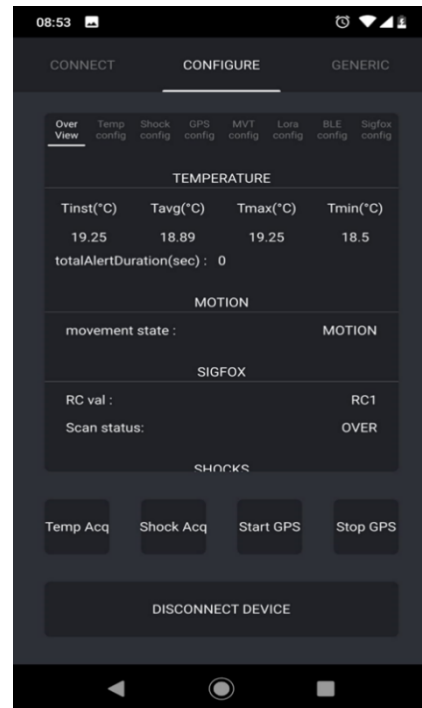 08:53
CONNECT CONFIGURE GENERIC
Over Temp Shock GPS MVT Lora BLE Sigfox
View config config config config config config config
TEMPERATURE
Tinst(°C) Tavg(°C) Tmax(°C) Tmin(°C)
19.25 18.89 19.25 18.5
totalAlertDuration(sec) : 0
MOTION
movement state : MOTION
SIGFOX
RC val : RC1
Scan status: OVER
SHOCKS
Temp Acq Shock Acq Start GPS Stop GPS
DISCONNECT DEVICE